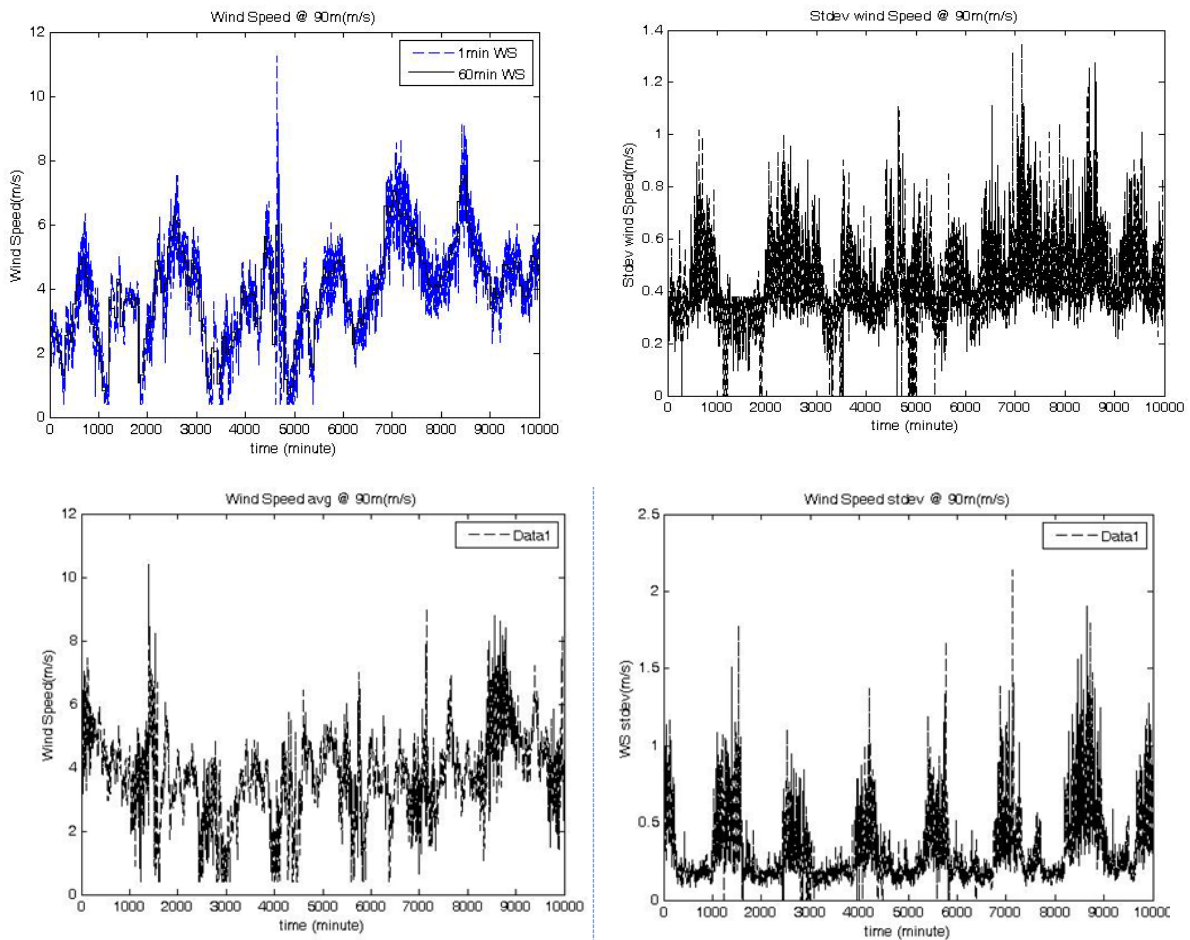 Wind Speed @ 90m(m/s)
12
10
8
6
4
2
0
Wind Speed(m/s)
1min WS
60min WS
0 1000 2000 3000 4000 5000 6000 7000 8000 9000 10000
time (minute)
Stdev wind Speed @ 90m(m/s)
1.4
1.2
1
0.8
0.6
0.4
0.2
0
Stdev wind Speed(m/s)
0 1000 2000 3000 4000 5000 6000 7000 8000 9000 10000
time (minute)
Wind Speed avg @ 90m(m/s)
12
10
8
6
4
2
0
Wind Speed(m/s)
Data1
0 1000 2000 3000 4000 5000 6000 7000 8000 9000 10000
time (minute)
Wind Speed stdev @ 90m(m/s)
2.5
2
1.5
1
0.5
0
WS stdev(m/s)
Data1
0 1000 2000 3000 4000 5000 6000 7000 8000 9000 10000
time (minute)